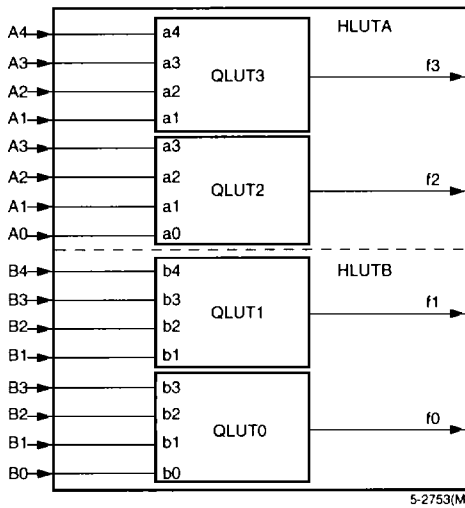 HLUTA
A4 a4
A3 a3
A2 a2
A1 a1
QLUT3
f3
A3 a3
A2 a2
A1 a1
A0 a0
QLUT2
f2
HLUTB
B4 b4
B3 b3
B2 b2
B1 b1
QLUT1
f1
B3 b3
B2 b2
B1 b1
B0 b0
QLUT0
f0
5-2753(M